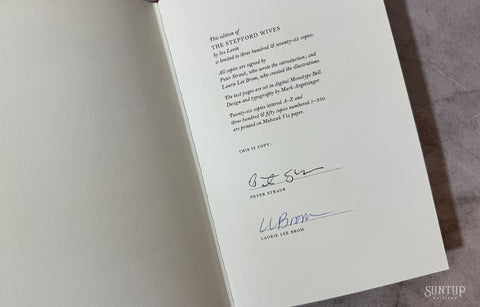 This edition of
THE STEPFORD WIVES
by Ira Levin
is limited to three hundred & seventy-six copies.
All copies are signed by
Peter Straub, who wrote the introduction; and
Laurie Lee Brom, who created the illustrations.
The text pages are set in digital Monotype Bell.
Design and typography by Mark Argetsinger.
Twenty-six copies lettered A–Z and
three hundred & fifty copies numbered 1–350
are printed on Mohawk Via paper.
THIS IS COPY:
PETER STRAUB
LL Brom
LAURIE LEE BROM
SUNTUP
EDITIONS